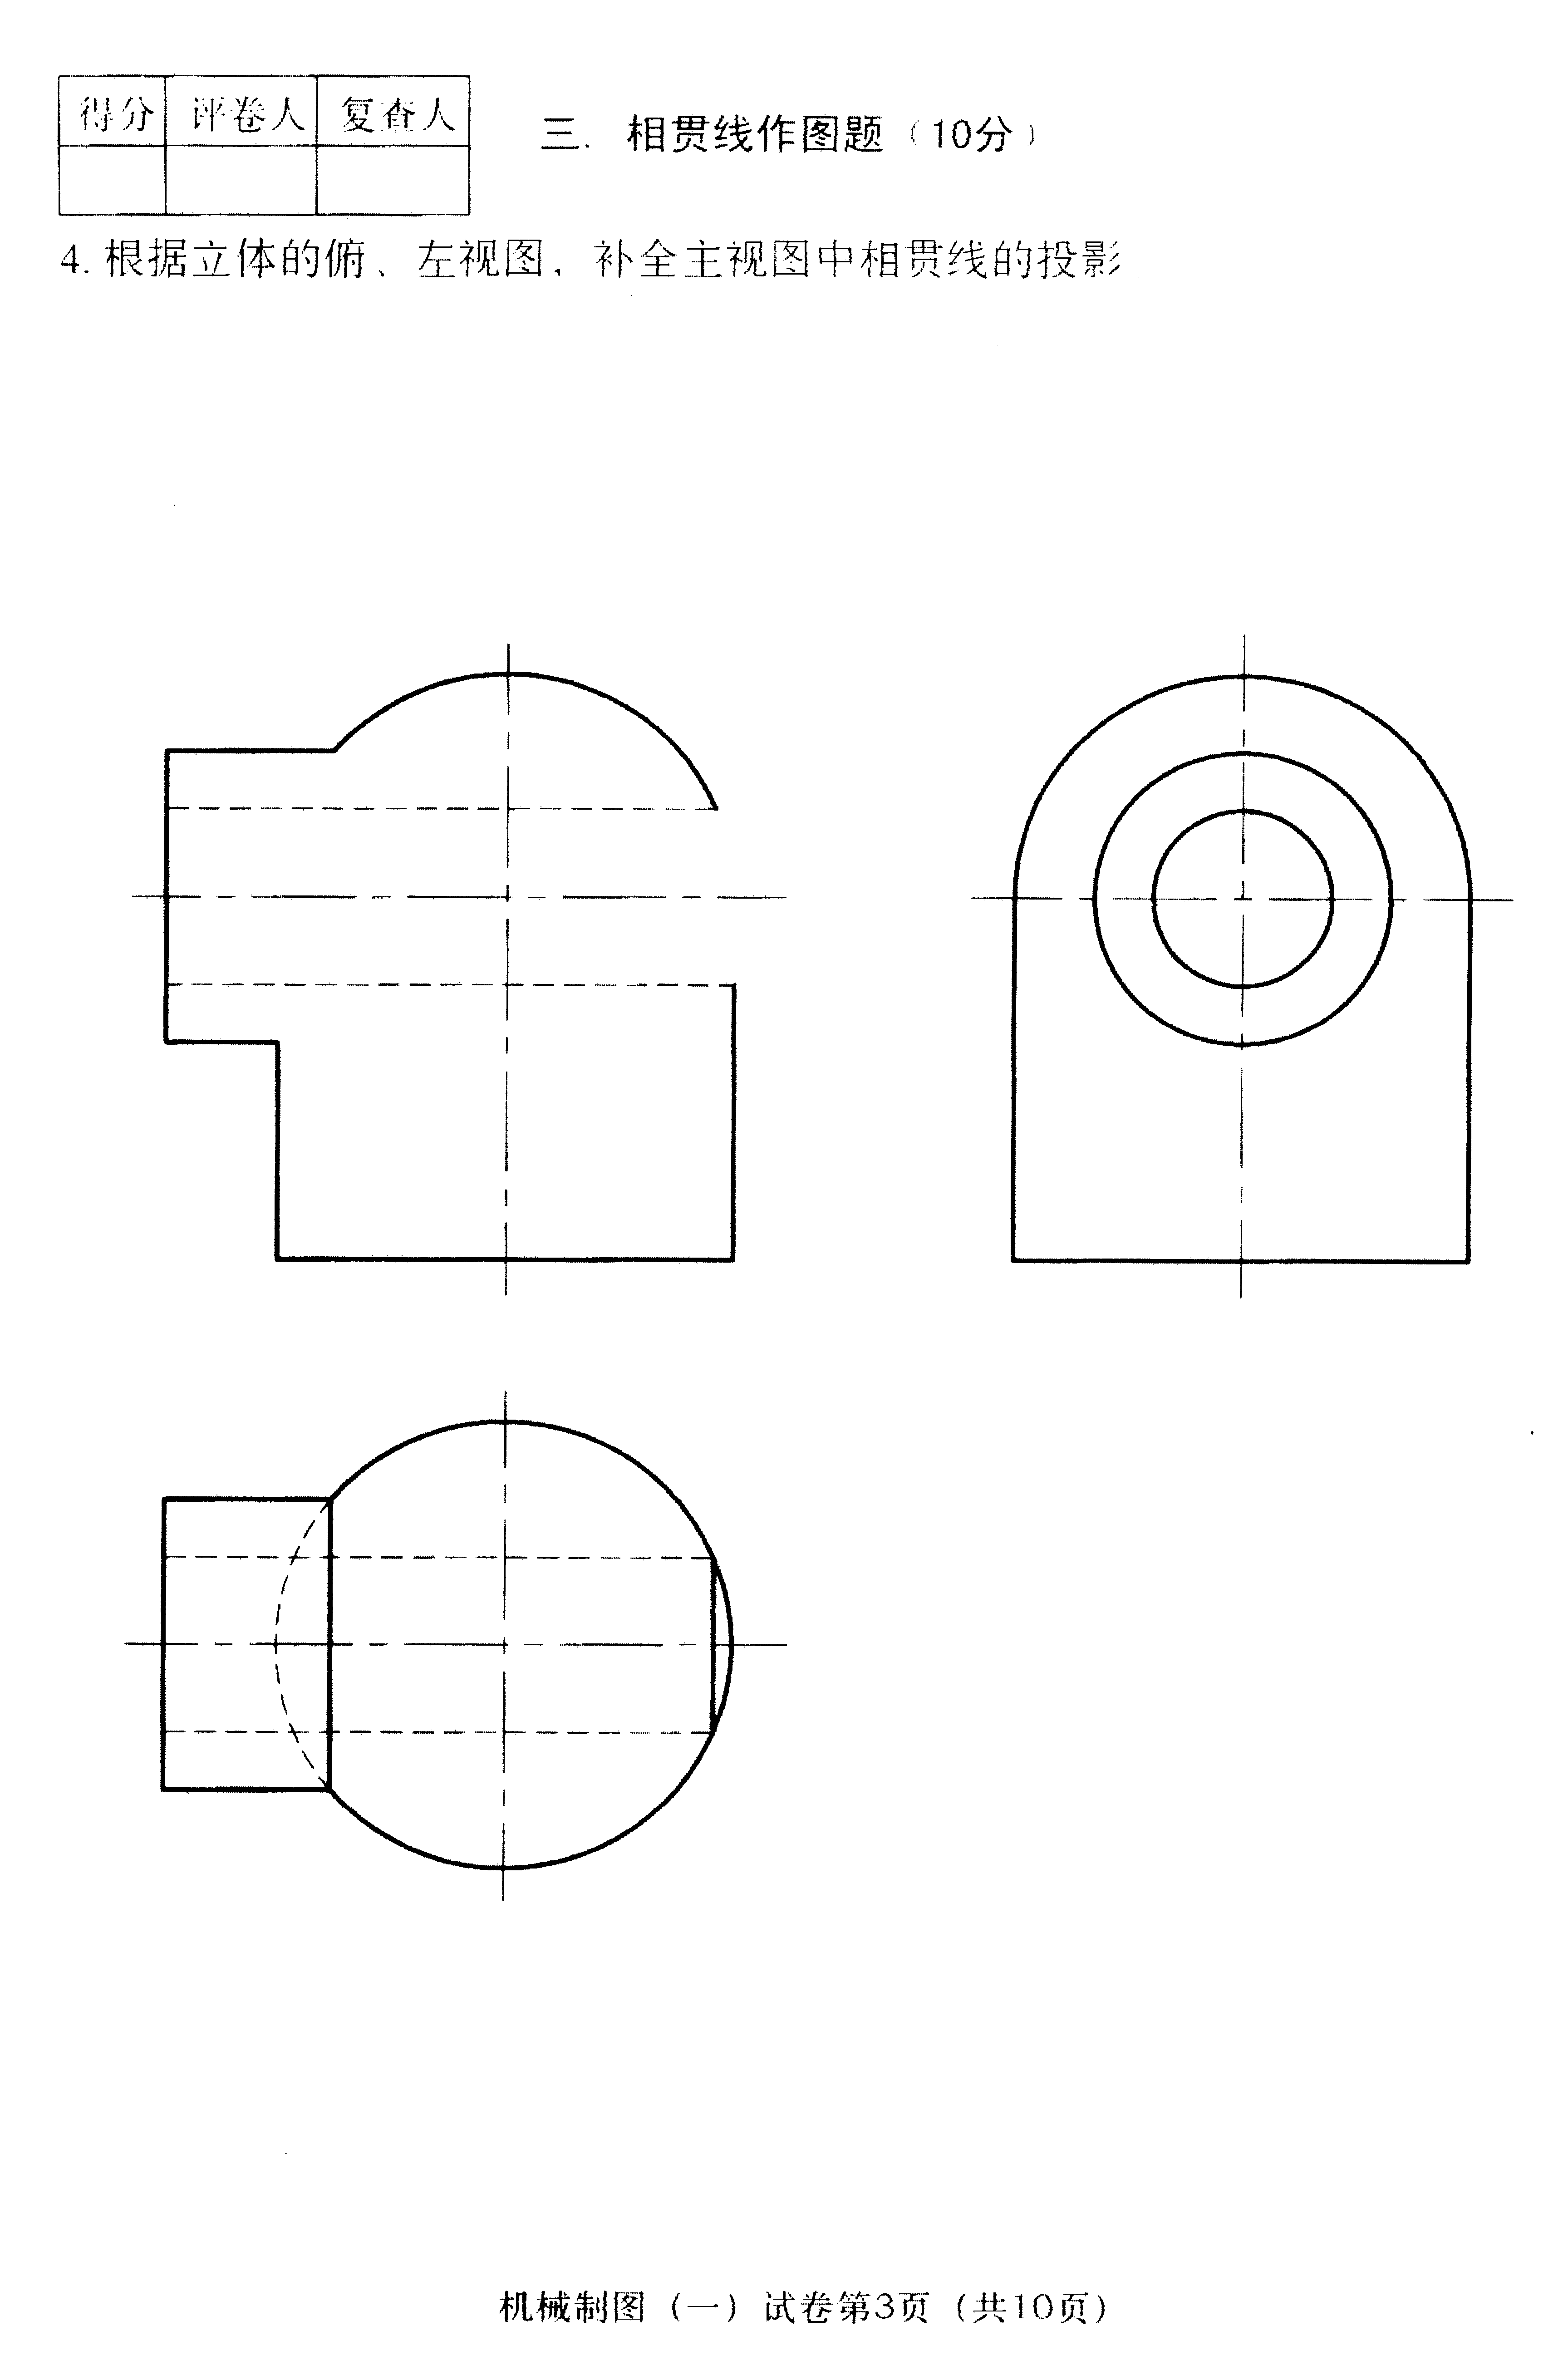 得分 评卷人 复查人
三. 相贯线作图题（10分）
4. 根据立体的俯、左视图，补全主视图中相贯线的投影
机械制图（一）试卷第3页（共10页）